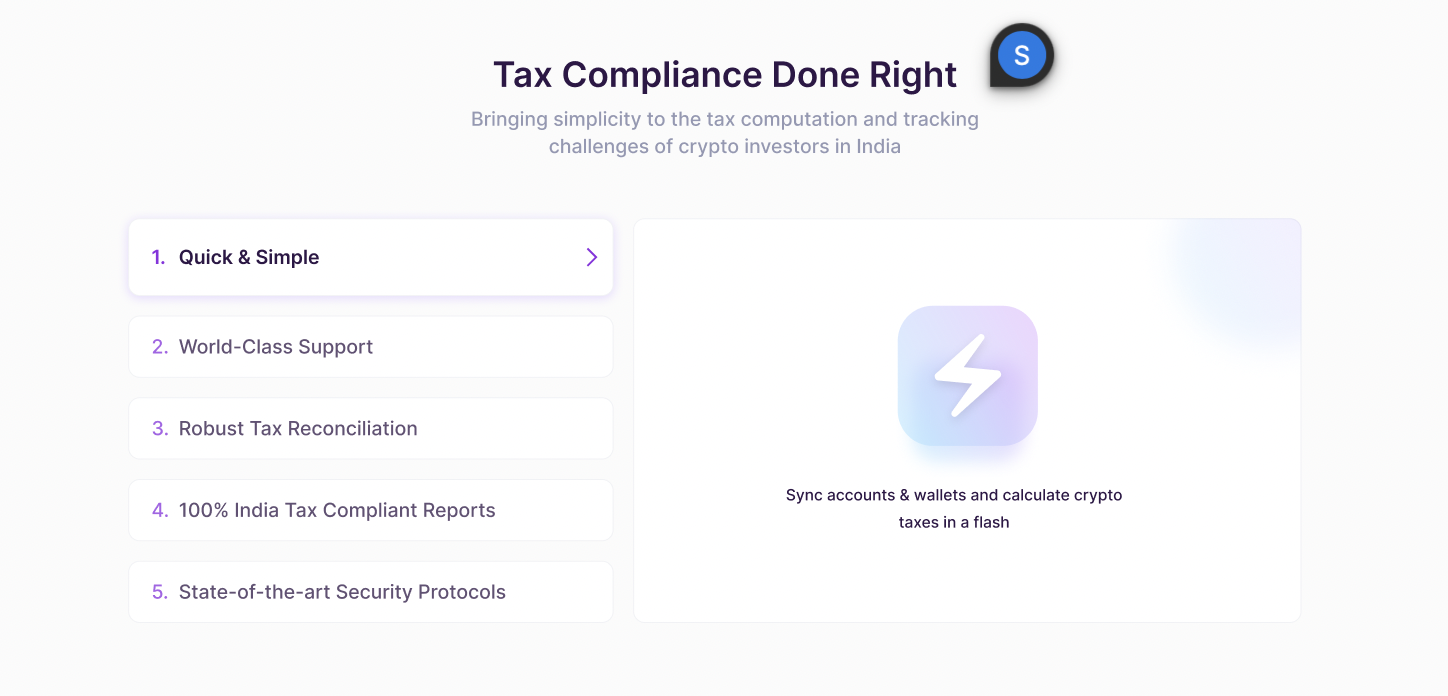 S
Tax Compliance Done Right
Bringing simplicity to the tax computation and tracking
challenges of crypto investors in India
1. Quick & Simple
2. World-Class Support
3. Robust Tax Reconciliation
4. 100% India Tax Compliant Reports
5. State-of-the-art Security Protocols
Sync accounts & wallets and calculate crypto
taxes in a flash